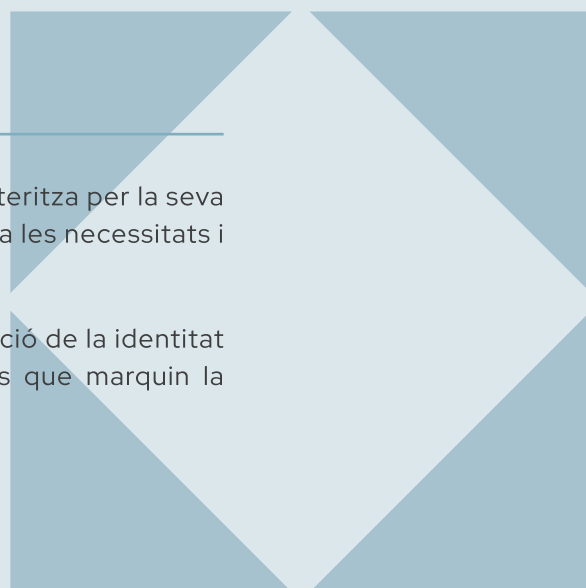 teritza per la seva
a les necessitats i
ció de la identitat
s que marquin la